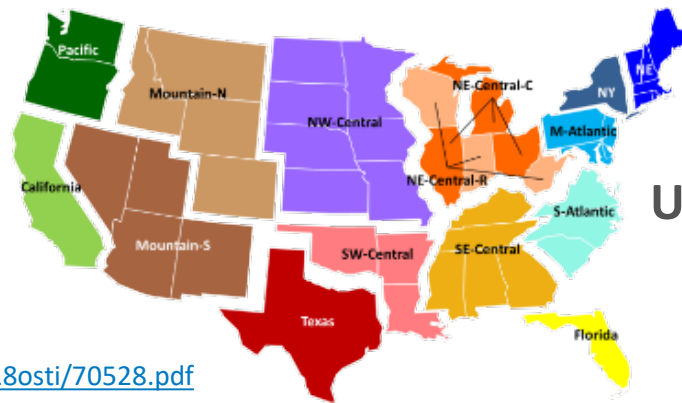 Pacific
Mountain-N
NW-Central
NE-Central-C
NE
NY
M-Atlantic
California
NE-Central-R
S-Atlantic
U
Mountain-S
SW-Central
SE-Central
Texas
Florida
8osti/70528.pdf